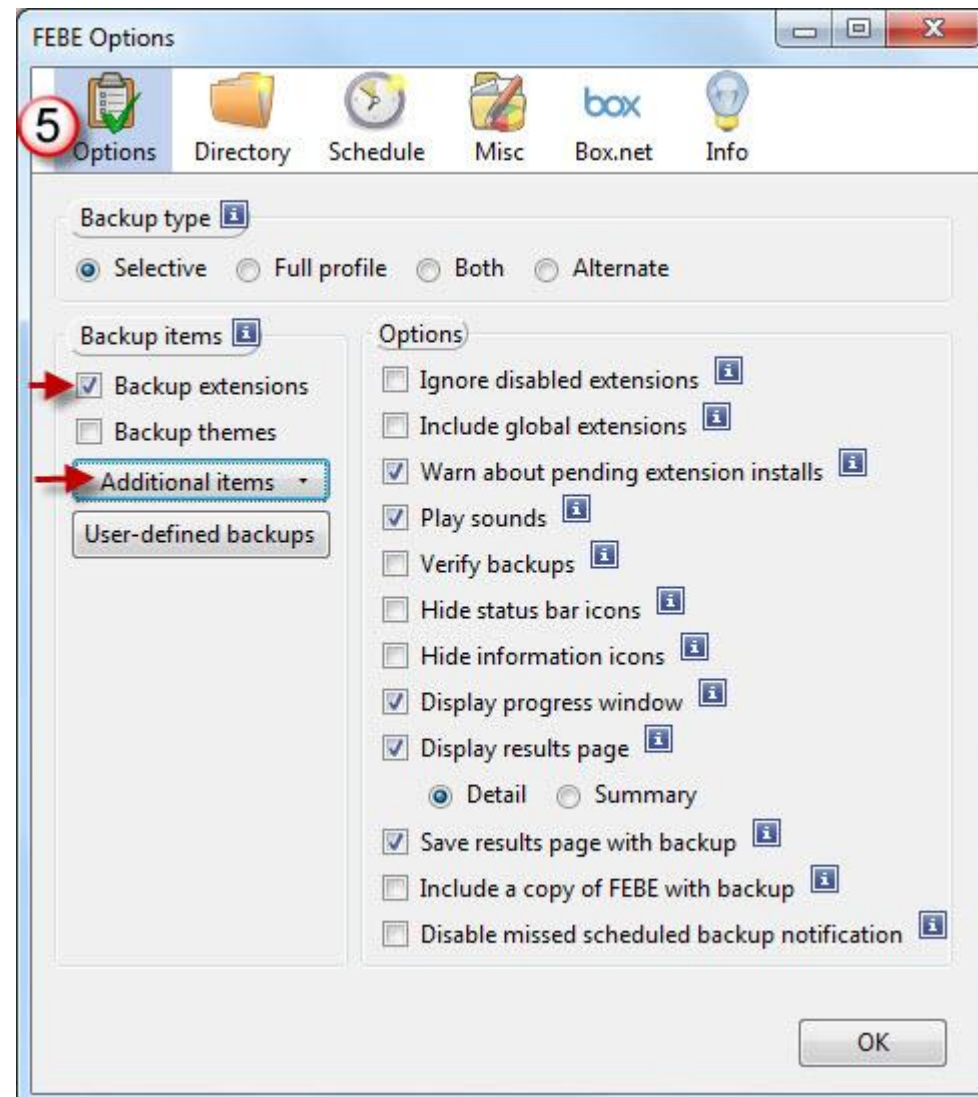 FEBE Options
5
Options Directory Schedule Misc box Box.net Info
Backup type
Selective Full profile Both Alternate
Backup items
Backup extensions
Backup themes
Additional items
User-defined backups
Options
Ignore disabled extensions
Include global extensions
Warn about pending extension installs
Play sounds
Verify backups
Hide status bar icons
Hide information icons
Display progress window
Display results page
Detail Summary
Save results page with backup
Include a copy of FEBE with backup
Disable missed scheduled backup notification
OK